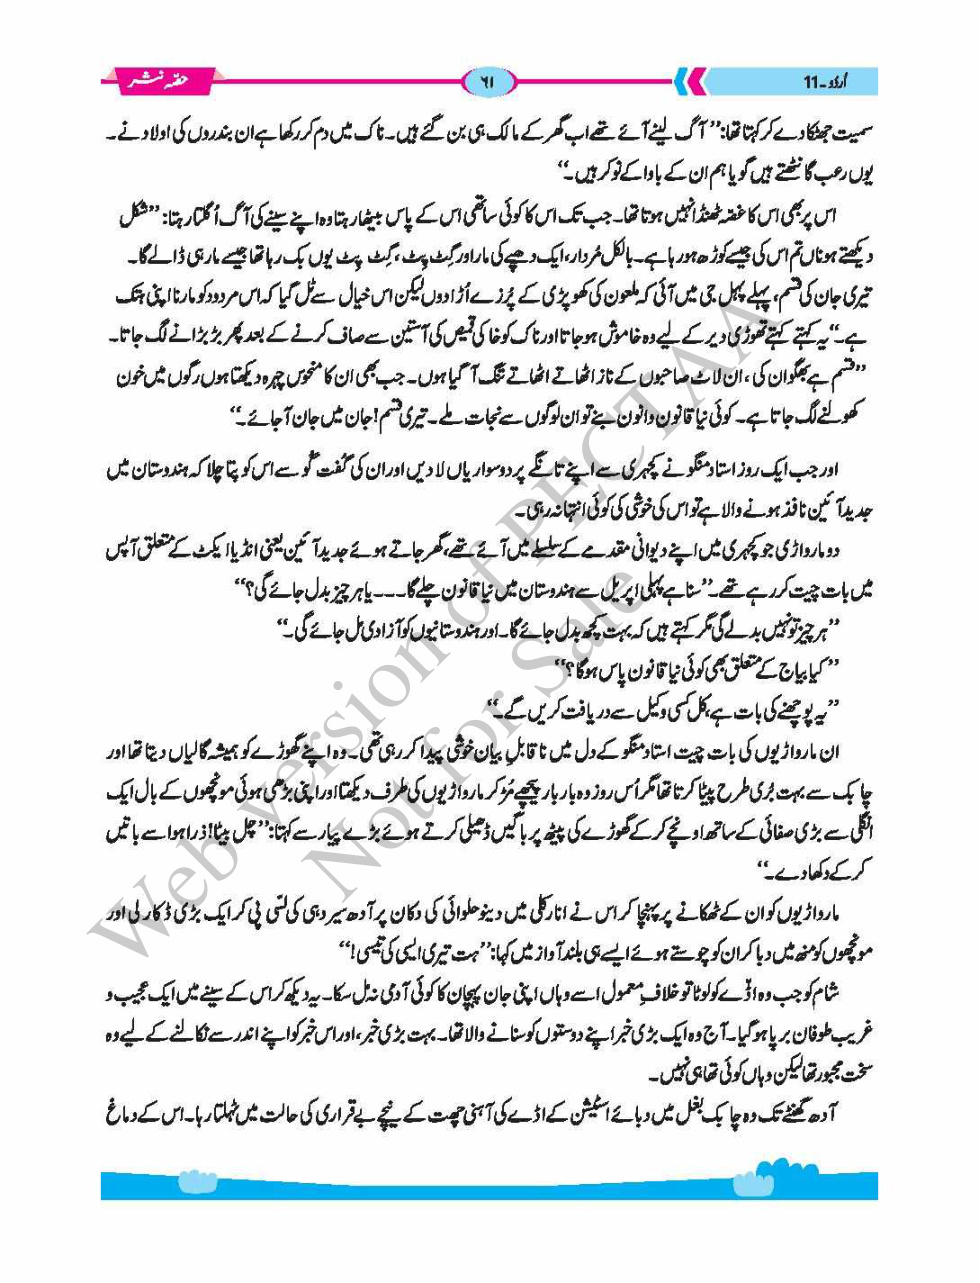 اُردُو ۔ 11
۶۱
حصّہ نثر
سمیت جھٹکا دے کر کہتا تھا: ’’آگ لینے آئے تھے اب گھر کے مالک ہی بن گئے ہیں۔ ناک میں دم کر رکھا ہے ان بندروں کی اولاد نے۔
یوں رعب گانٹھتے ہیں گویا ہم ان کے باوا کے نوکر ہیں۔‘‘
اس پر بھی اس کا غصہ ٹھنڈا نہیں ہوتا تھا۔ جب تک اس کا کوئی ساتھی اس کے پاس بیٹھا رہتا وہ اپنے سینے کی آگ اُگلتا رہتا: ’’شکل
دیکھتے ہو ناں تم اس کی جیسے کوڑھ ہو رہا ہے۔ بالکل مُردار، ایک دھپے کی مار اور گِٹ پِٹ، گِٹ پِٹ یوں بک رہا تھا جیسے مار ہی ڈالے گا۔
تیری جان کی قسم، پہلے پہل جی میں آئی کہ ملعون کی کھوپڑی کے پُرزے اُڑا دوں لیکن اس خیال سے ٹل گیا کہ اس مردود کو مارنا اپنی ہتک
ہے۔‘‘ یہ کہتے کہتے تھوڑی دیر کے لیے وہ خاموش ہو جاتا اور ناک کو خاکی قمیص کی آستین سے صاف کرنے کے بعد پھر بڑبڑانے لگ جاتا۔
’’قسم ہے بھگوان کی، ان لاٹ صاحبوں کے ناز اٹھاتے اٹھاتے تنگ آ گیا ہوں۔ جب بھی ان کا منحوس چہرہ دیکھتا ہوں رگوں میں خون
کھولنے لگ جاتا ہے۔ کوئی نیا قانون وانون بنے تو ان لوگوں سے نجات ملے۔ تیری قسم! جان میں جان آ جائے۔‘‘
اور جب ایک روز استاد منگو نے کچہری سے اپنے تانگے پر دو سواریاں لادیں اور ان کی گفت گو سے اس کو پتا چلا کہ ہندوستان میں
جدید آئین نافذ ہونے والا ہے تو اس کی خوشی کی کوئی انتہا نہ رہی۔
دو مارواڑی جو کچہری میں اپنے دیوانی مقدمے کے سلسلے میں آئے تھے، گھر جاتے ہوئے جدید آئین یعنی انڈیا ایکٹ کے متعلق آپس
میں بات چیت کر رہے تھے۔ ’’سنا ہے پہلی اپریل سے ہندوستان میں نیا قانون چلے گا۔۔۔۔ یا ہر چیز بدل جائے گی؟‘‘
’’ہر چیز تو نہیں بدلے گی مگر کہتے ہیں کہ بہت کچھ بدل جائے گا۔ اور ہندوستانیوں کو آزادی مل جائے گی۔‘‘
’’کیا بیاج کے متعلق بھی کوئی نیا قانون پاس ہوگا؟‘‘
’’یہ پوچھنے کی بات ہے، کل کسی وکیل سے دریافت کریں گے۔‘‘
ان مارواڑیوں کی بات چیت استاد منگو کے دل میں ناقابلِ بیان خوشی پیدا کر رہی تھی۔ وہ اپنے گھوڑے کو ہمیشہ گالیاں دیتا تھا اور
چابک سے بہت بُری طرح پیٹا کرتا تھا مگر اُس روز وہ بار بار پیچھے مُڑ کر مارواڑیوں کی طرف دیکھتا اور اپنی بڑھی ہوئی مونچھوں کے بال ایک
انگلی سے بڑی صفائی کے ساتھ اونچے کر کے گھوڑے کی پیٹھ پر باگیں ڈھیلی کرتے ہوئے بڑے پیار سے کہتا: ’’چل بیٹا! ذرا ہوا سے باتیں
کر کے دکھا دے۔‘‘
مارواڑیوں کو ان کے ٹھکانے پر پہنچا کر اس نے انارکلی میں دینو حلوائی کی دکان پر آدھ سیر دہی کی لسّی پی کر ایک بڑی ڈکار لی اور
مونچھوں کو منھ میں دبا کر ان کو چوستے ہوئے ایسے ہی بلند آواز میں کہا: ’’ہت تیری ایسی کی تیسی!‘‘
شام کو جب وہ اڈّے کو لوٹا تو خلافِ معمول اسے وہاں اپنی جان پہچان کا کوئی آدمی نہ مل سکا۔ یہ دیکھ کر اس کے سینے میں ایک عجیب و
غریب طوفان برپا ہو گیا۔ آج وہ ایک بڑی خبر اپنے دوستوں کو سنانے والا تھا۔ بہت بڑی خبر، اور اس خبر کو اپنے اندر سے نکالنے کے لیے وہ
سخت مجبور تھا لیکن وہاں کوئی تھا ہی نہیں۔
آدھ گھنٹے تک وہ چابک بغل میں دبائے اسٹیشن کے اڈے کی آہنی چھت کے نیچے بے قراری کی حالت میں ٹہلتا رہا۔ اس کے دماغ
Web Version of PECTAA
Not for Sale